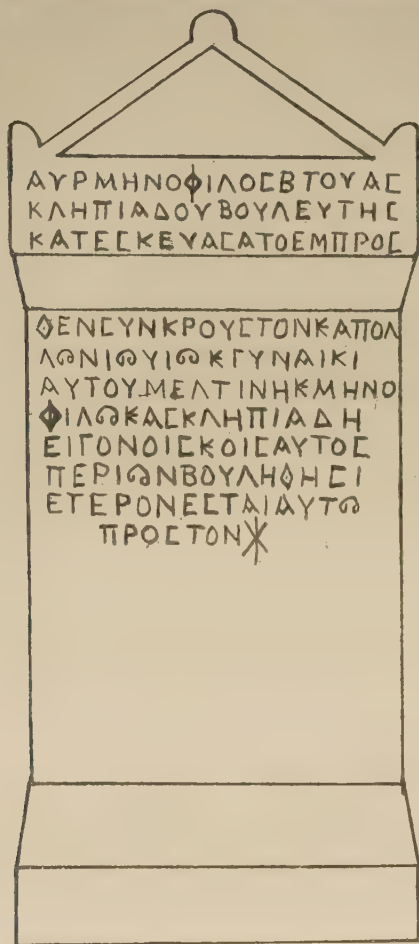 ΑΥΡΜΗΝΟΦΙΛΟϹΒΤΟΥΑϹ
ΚΛΗΠΙΑΔΟΥΒΟΥΛΕΥΤΗϹ
ΚΑΤΕϹΚΕΥΑϹΑΤΟΕΜΠΡΟϹ
ΘΕΝϹΥΝΚΡΟΥϹΤΟΝΚΑΠΟΛ
ΛΩΝΙΩΥΙΩΚΓΥΝΑΙΚΙ
ΑΥΤΟΥΜΕΛΤΙΝΗΚΜΗΝΟ
ΦΙΛΩΚΑϹΚΛΗΠΙΑΔΗ
ΕΙΓΟΝΟΙϹΚΟΙϹΑΥΤΟϹ
ΠΕΡΙΩΝΒΟΥΛΗΘΗϹΙ
ΕΤΕΡΟΝΕϹΤΑΙΑΥΤΩ
ΠΡΟϹΤΟΝ